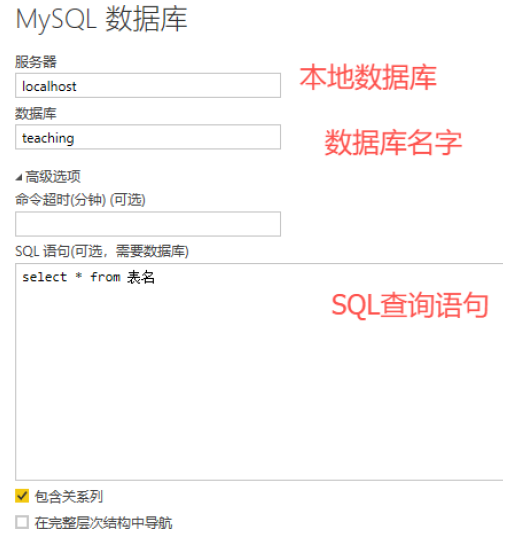 MySQL 数据库
服务器
localhost
本地数据库
数据库
teaching
数据库名字
高级选项
命令超时(分钟) (可选)
SQL 语句(可选，需要数据库)
select * from 表名
SQL查询语句
包含关系列
在完整层次结构中导航